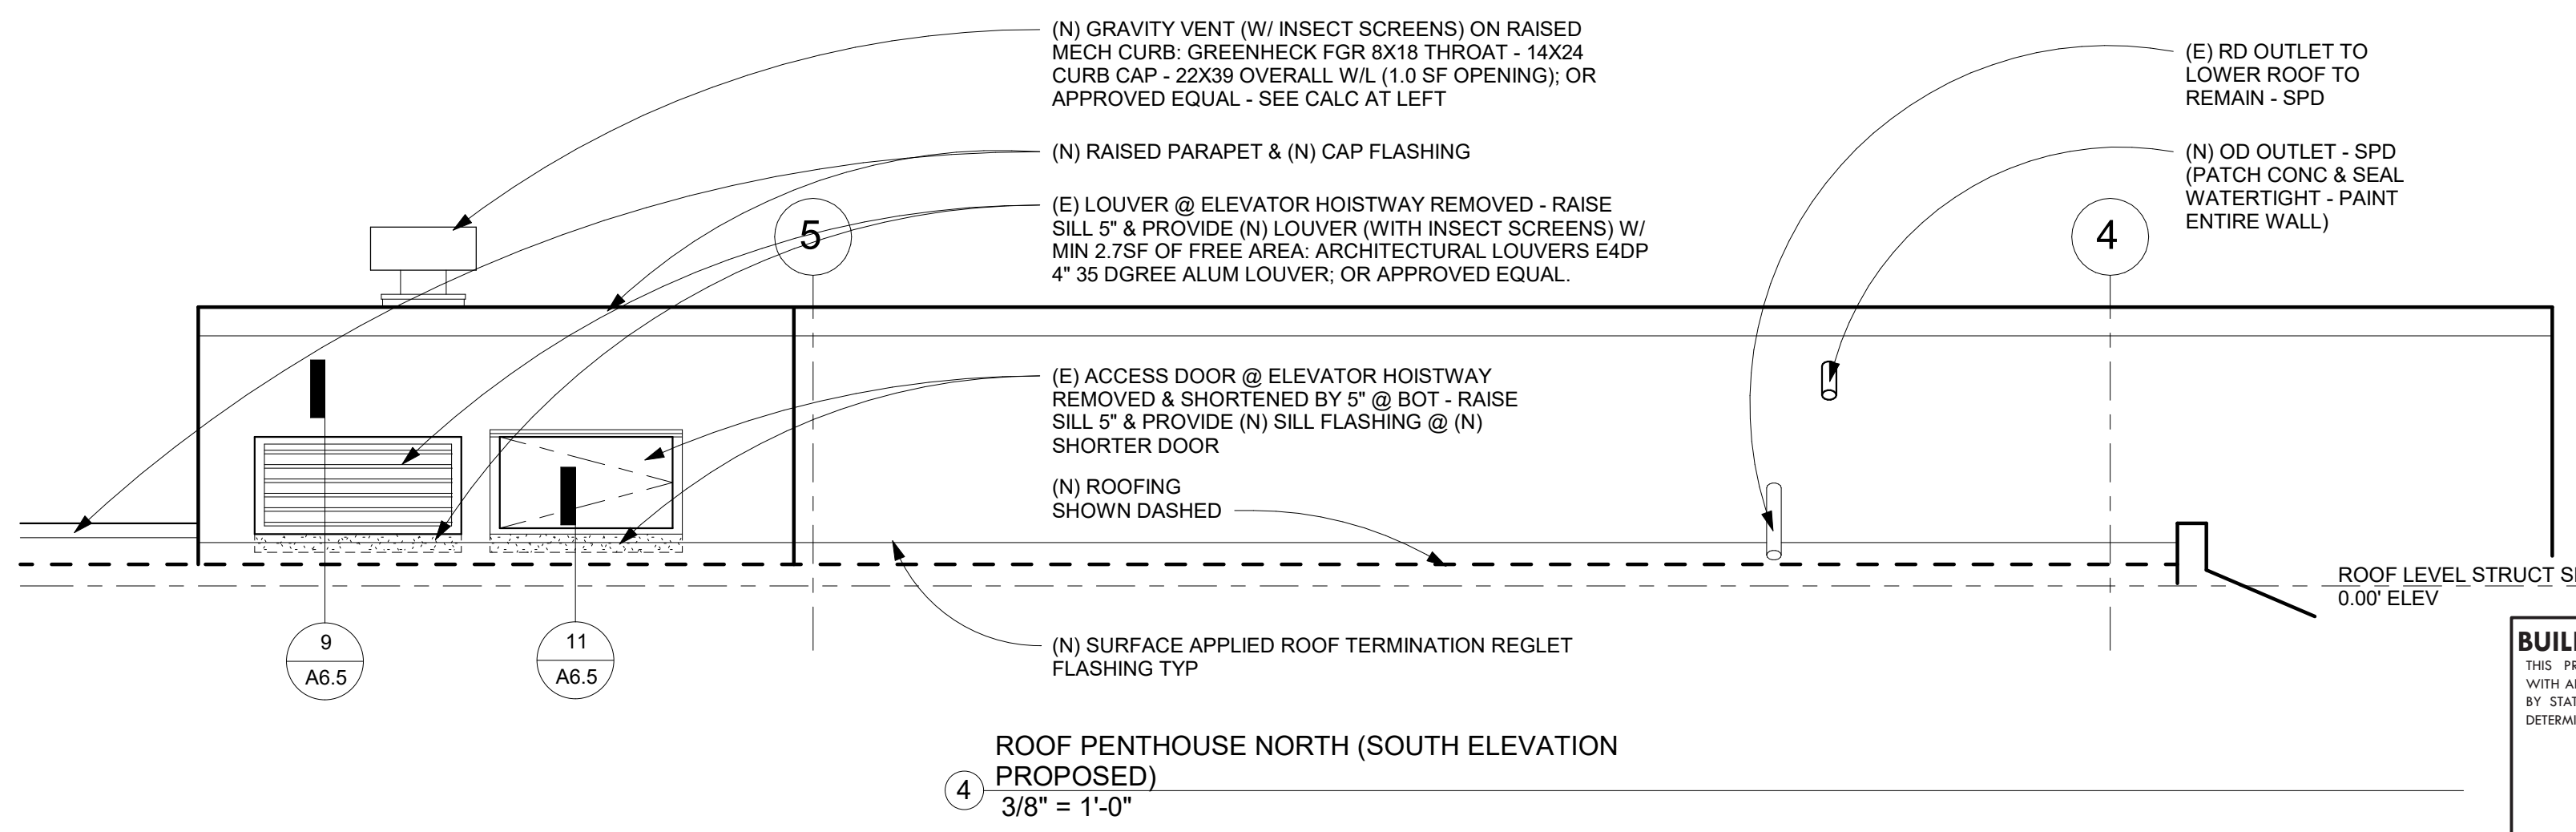 (N) GRAVITY VENT (W/ INSECT SCREENS) ON RAISED
MECH CURB: GREENHECK FGR 8X18 THROAT - 14X24
CURB CAP - 22X39 OVERALL W/L (1.0 SF OPENING); OR
APPROVED EQUAL - SEE CALC AT LEFT
(E) RD OUTLET TO
LOWER ROOF TO
REMAIN - SPD
(N) RAISED PARAPET & (N) CAP FLASHING
(N) OD OUTLET - SPD
(PATCH CONC & SEAL
WATERTIGHT - PAINT
ENTIRE WALL)
(E) LOUVER @ ELEVATOR HOISTWAY REMOVED - RAISE
SILL 5" & PROVIDE (N) LOUVER (WITH INSECT SCREENS) W/
MIN 2.7SF OF FREE AREA: ARCHITECTURAL LOUVERS E4DP
4" 35 DGREE ALUM LOUVER; OR APPROVED EQUAL.
5
4
(E) ACCESS DOOR @ ELEVATOR HOISTWAY
REMOVED & SHORTENED BY 5" @ BOT - RAISE
SILL 5" & PROVIDE (N) SILL FLASHING @ (N)
SHORTER DOOR
(N) ROOFING
SHOWN DASHED
ROOF LEVEL STRUCT
0.00' ELEV
9
A6.5
11
A6.5
(N) SURFACE APPLIED ROOF TERMINATION REGLET
FLASHING TYP
THIS
WITH
BY
4
ROOF PENTHOUSE NORTH (SOUTH ELEVATION
PROPOSED)
3/8" = 1'-0"